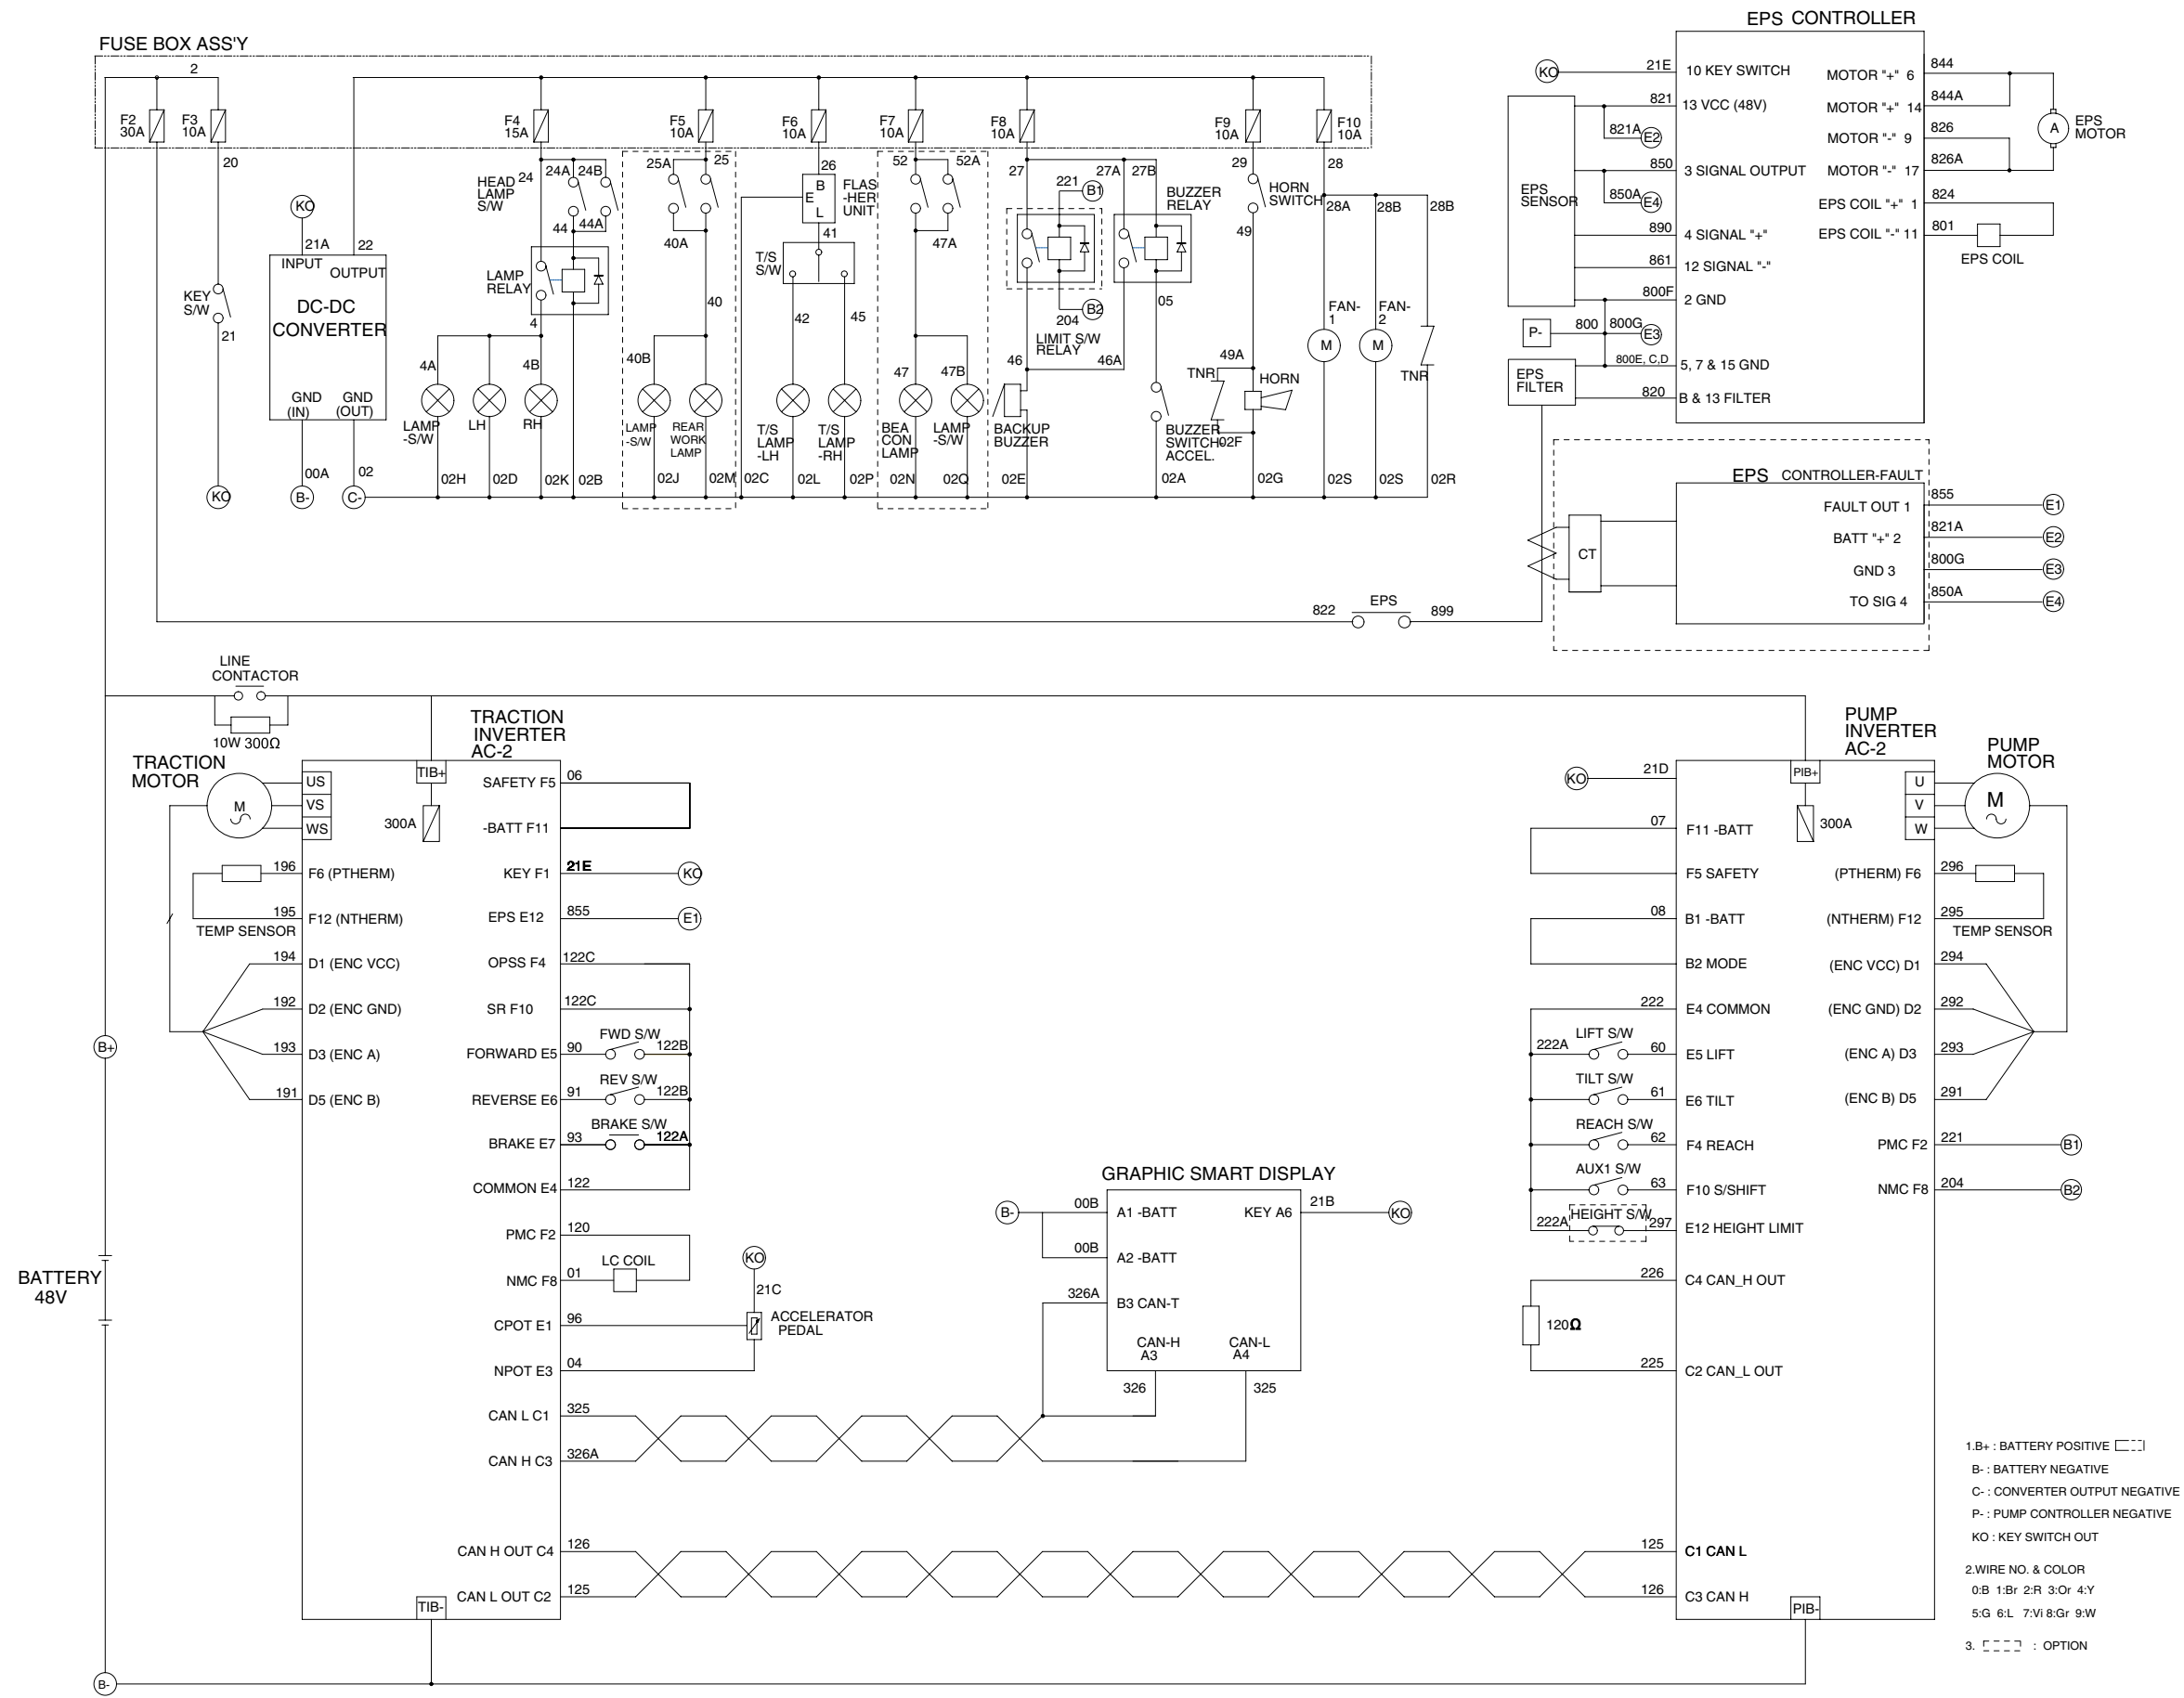 FUSE BOX ASS'Y
2
F2
30A
F3
10A
F4
15A
F5
10A
F6
10A
F7
10A
F8
10A
F9
10A
F10
10A
20
KO
21A
22
INPUT
OUTPUT
DC-DC
CONVERTER
GND
(IN)
GND
(OUT)
KEY
S/W
21
00A
02
KO
B-
C-
HEAD
LAMP
S/W
24
24A
24B
44
44A
LAMP
RELAY
4
4A
4B
LAMP
-S/W
LH
RH
02H
02D
02K
02B
25A
25
40A
40
40B
LAMP
-S/W
REAR
WORK
LAMP
02J
02M
26
B
E
L
FLAS
-HER
UNIT
41
T/S
S/W
42
45
T/S
LAMP
-LH
T/S
LAMP
-RH
02C
02L
02P
52
52A
47A
47
47B
BEA
CON
LAMP
LAMP
-S/W
02N
02Q
27
27A
27B
221
B1
BUZZER
RELAY
B2
204
LIMIT S/W
RELAY
46
46A
05
BACKUP
BUZZER
BUZZER
SWITCH-
ACCEL.
02E
02A
29
HORN
SWITCH
49
49A
TNR
HORN
02F
02G
28
28A
28B
28B
FAN-
1
FAN-
2
M
M
TNR
02S
02S
02R
822
EPS
899
EPS CONTROLLER
KO
21E
10 KEY SWITCH
821
13 VCC (48V)
821A
E2
850
3 SIGNAL OUTPUT
850A
E4
EPS
SENSOR
890
4 SIGNAL "+"
861
12 SIGNAL "-"
800F
2 GND
P-
800
800G
E3
800E, C,D
5, 7 & 15 GND
EPS
FILTER
820
B & 13 FILTER
MOTOR "+" 6
844
MOTOR "+" 14
844A
MOTOR "-" 9
826
MOTOR "-" 17
826A
EPS COIL "+" 1
824
EPS COIL "-" 11
801
A
EPS
MOTOR
EPS COIL
EPS CONTROLLER-FAULT
CT
FAULT OUT 1
855
E1
BATT "+" 2
821A
E2
GND 3
800G
E3
TO SIG 4
850A
E4
LINE
CONTACTOR
10W 300Ω
TRACTION
MOTOR
M
US
VS
WS
TIB+
300A
TRACTION
INVERTER
AC-2
196
F6 (PTHERM)
195
F12 (NTHERM)
TEMP SENSOR
194
D1 (ENC VCC)
192
D2 (ENC GND)
193
D3 (ENC A)
191
D5 (ENC B)
SAFETY F5
06
-BATT F11
KEY F1
21E
KO
EPS E12
855
E1
OPSS F4
122C
SR F10
122C
FWD S/W
FORWARD E5
90
122B
REV S/W
REVERSE E6
91
122B
BRAKE S/W
BRAKE E7
93
122A
COMMON E4
122
PMC F2
120
LC COIL
NMC F8
01
CPOT E1
96
NPOT E3
04
KO
21C
ACCELERATOR
PEDAL
CAN L C1
325
CAN H C3
326A
CAN H OUT C4
126
CAN L OUT C2
125
TIB-
B+
BATTERY
48V
B-
GRAPHIC SMART DISPLAY
B-
00B
A1 -BATT
00B
A2 -BATT
326A
B3 CAN-T
KEY A6
21B
KO
CAN-H
A3
CAN-L
A4
326
325
PUMP
INVERTER
AC-2
PUMP
MOTOR
M
KO
21D
PIB+
300A
U
V
W
07
F11 -BATT
F5 SAFETY
08
B1 -BATT
B2 MODE
222
E4 COMMON
LIFT S/W
222A
60
E5 LIFT
TILT S/W
61
E6 TILT
REACH S/W
62
F4 REACH
AUX1 S/W
63
F10 S/SHIFT
HEIGHT S/W
222A
297
E12 HEIGHT LIMIT
226
C4 CAN_H OUT
120Ω
225
C2 CAN_L OUT
125
C1 CAN L
126
C3 CAN H
PIB-
(PTHERM) F6
296
(NTHERM) F12
295
TEMP SENSOR
(ENC VCC) D1
294
(ENC GND) D2
292
(ENC A) D3
293
(ENC B) D5
291
PMC F2
221
B1
NMC F8
204
B2
1.B+ : BATTERY POSITIVE
B- : BATTERY NEGATIVE
C- : CONVERTER OUTPUT NEGATIVE
P- : PUMP CONTROLLER NEGATIVE
KO : KEY SWITCH OUT
2.WIRE NO. & COLOR
0:B 1:Br 2:R 3:Or 4:Y
5:G 6:L 7:Vi 8:Gr 9:W
3. : OPTION